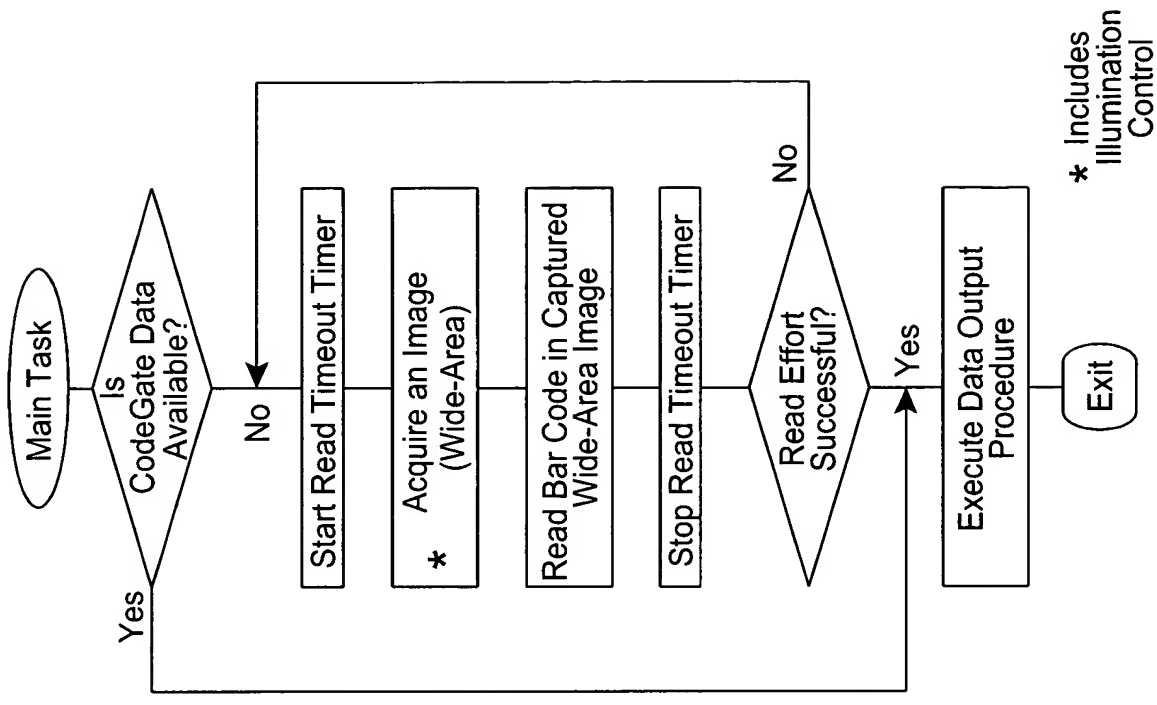 Main Task
Is
CodeGate Data
Available?
Yes
No
Start Read Timeout Timer
* Acquire an Image
(Wide-Area)
Read Bar Code in Captured
Wide-Area Image
Stop Read Timeout Timer
Read Effort
Successful?
No
Yes
Execute Data Output
Procedure
Exit
* Includes
Illumination
Control